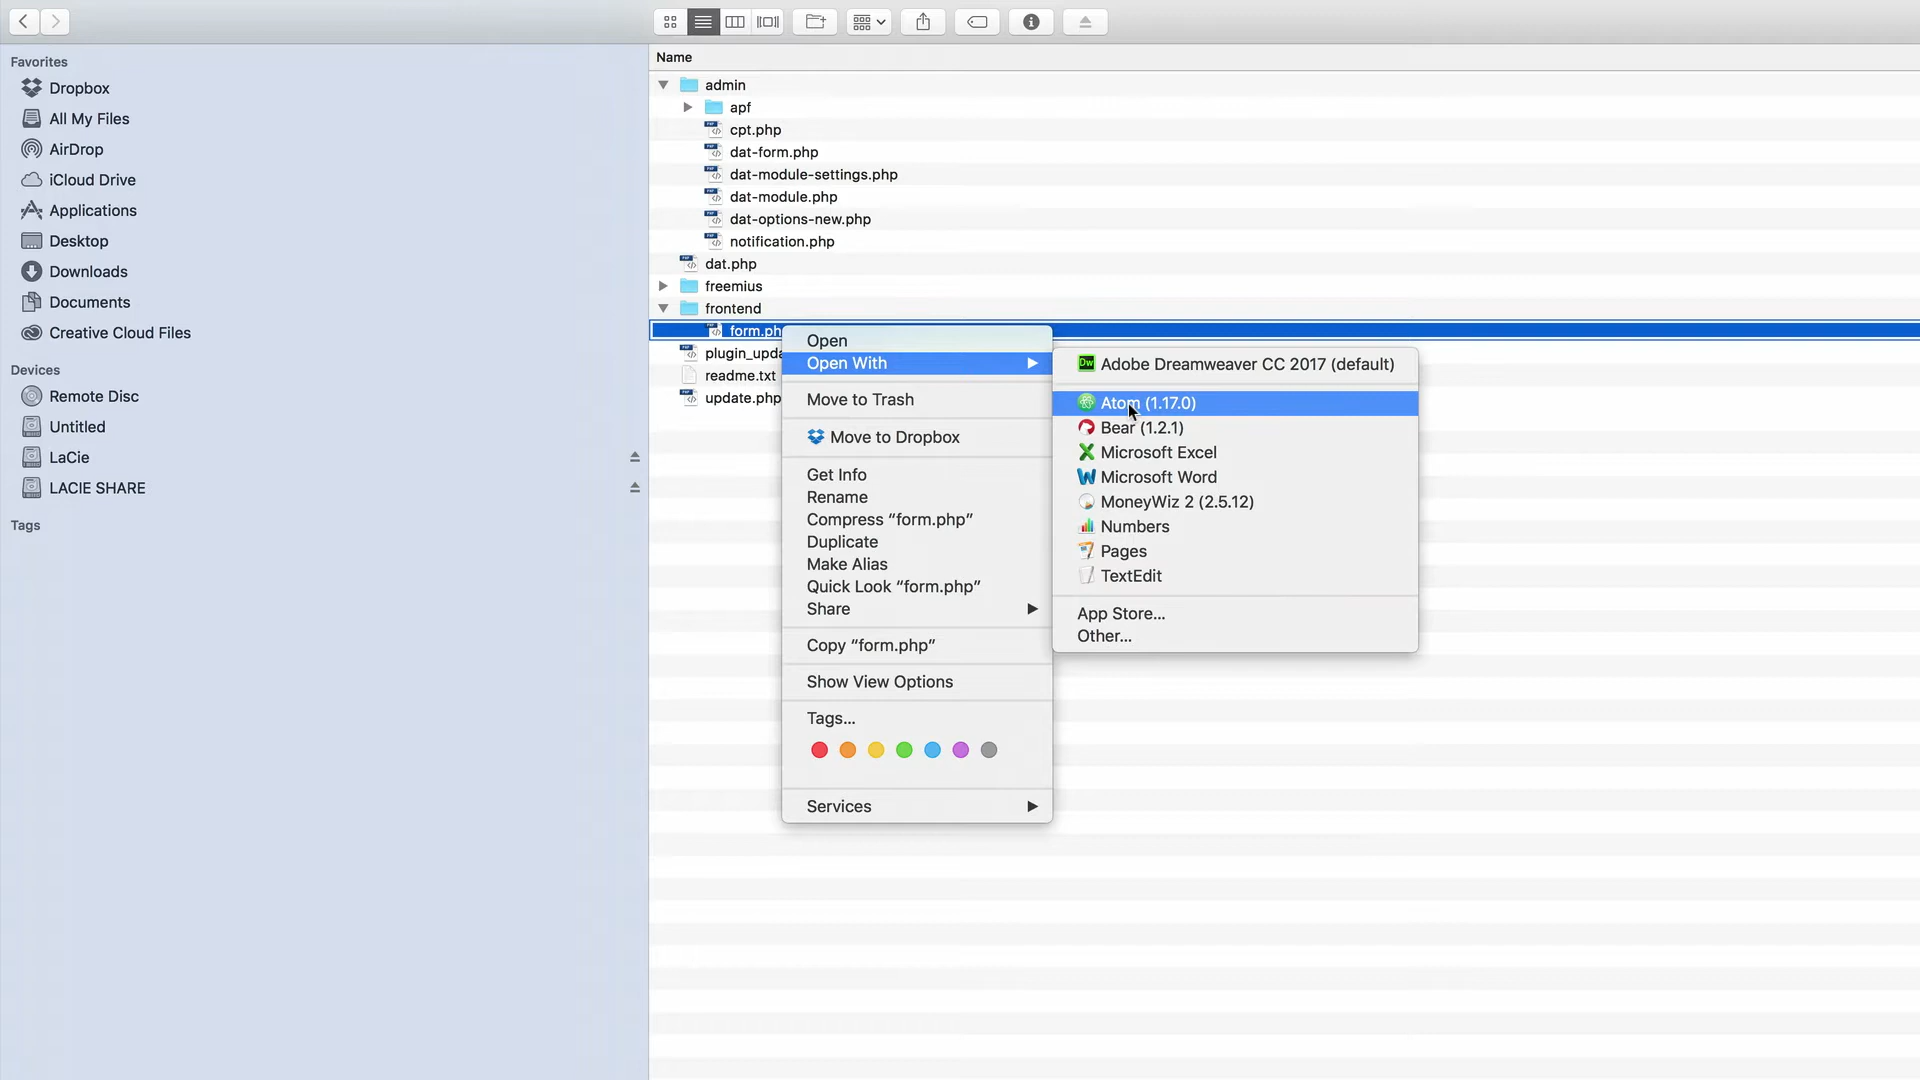 Name
Favorites
Dropbox
All My Files
AirDrop
iCloud Drive
Applications
Desktop
Downloads
Documents
Creative Cloud Files
Devices
Remote Disc
Untitled
LaCie
LACIE SHARE
Tags
admin
apf
cpt.php
dat-form.php
dat-module-settings.php
dat-module.php
dat-options-new.php
notification.php
dat.php
freemius
frontend
form.ph
plugin_upda
readme.txt
update.php
Open
Open With
Move to Trash
Move to Dropbox
Get Info
Rename
Compress “form.php”
Duplicate
Make Alias
Quick Look “form.php”
Share
Copy “form.php”
Show View Options
Tags...
Services
Adobe Dreamweaver CC 2017 (default)
Atom (1.17.0)
Bear (1.2.1)
Microsoft Excel
Microsoft Word
MoneyWiz 2 (2.5.12)
Numbers
Pages
TextEdit
App Store...
Other...